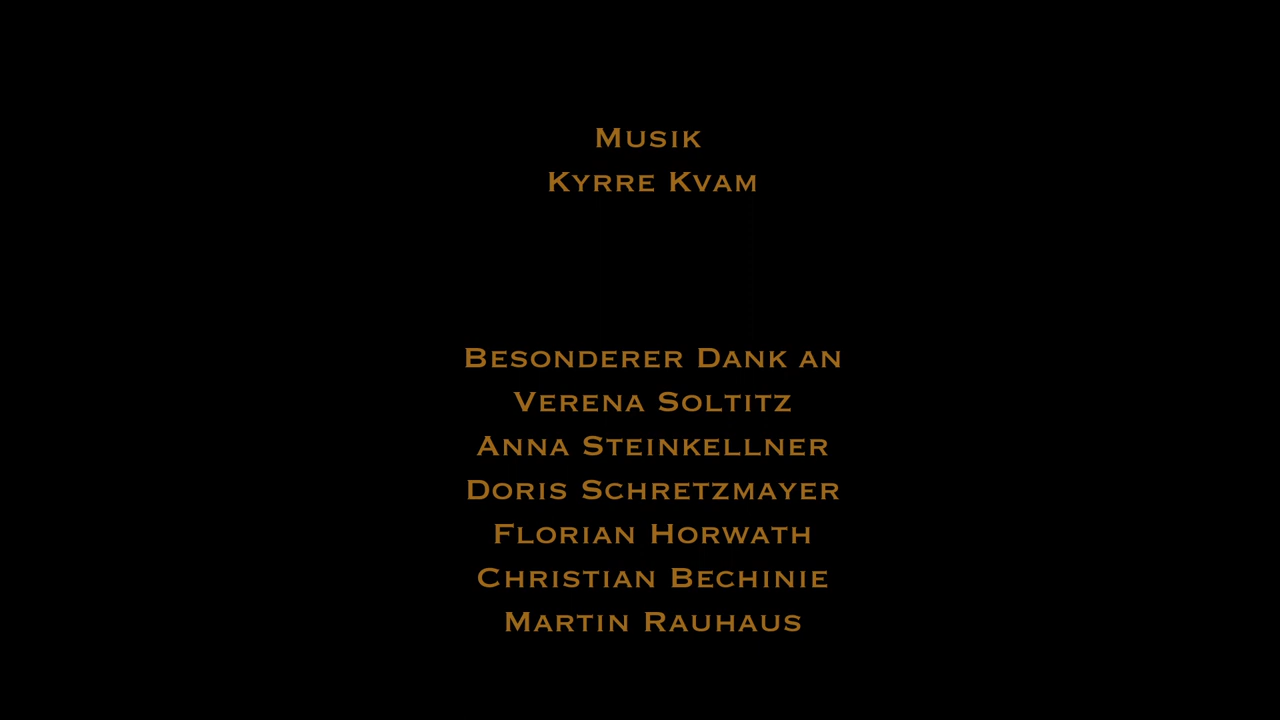 Musik
Kyrre Kvam
Besonderer Dank an
Verena Soltitz
Anna Steinkellner
Doris Schretzmayer
Florian Horwath
Christian Bechinie
Martin Rauhaus